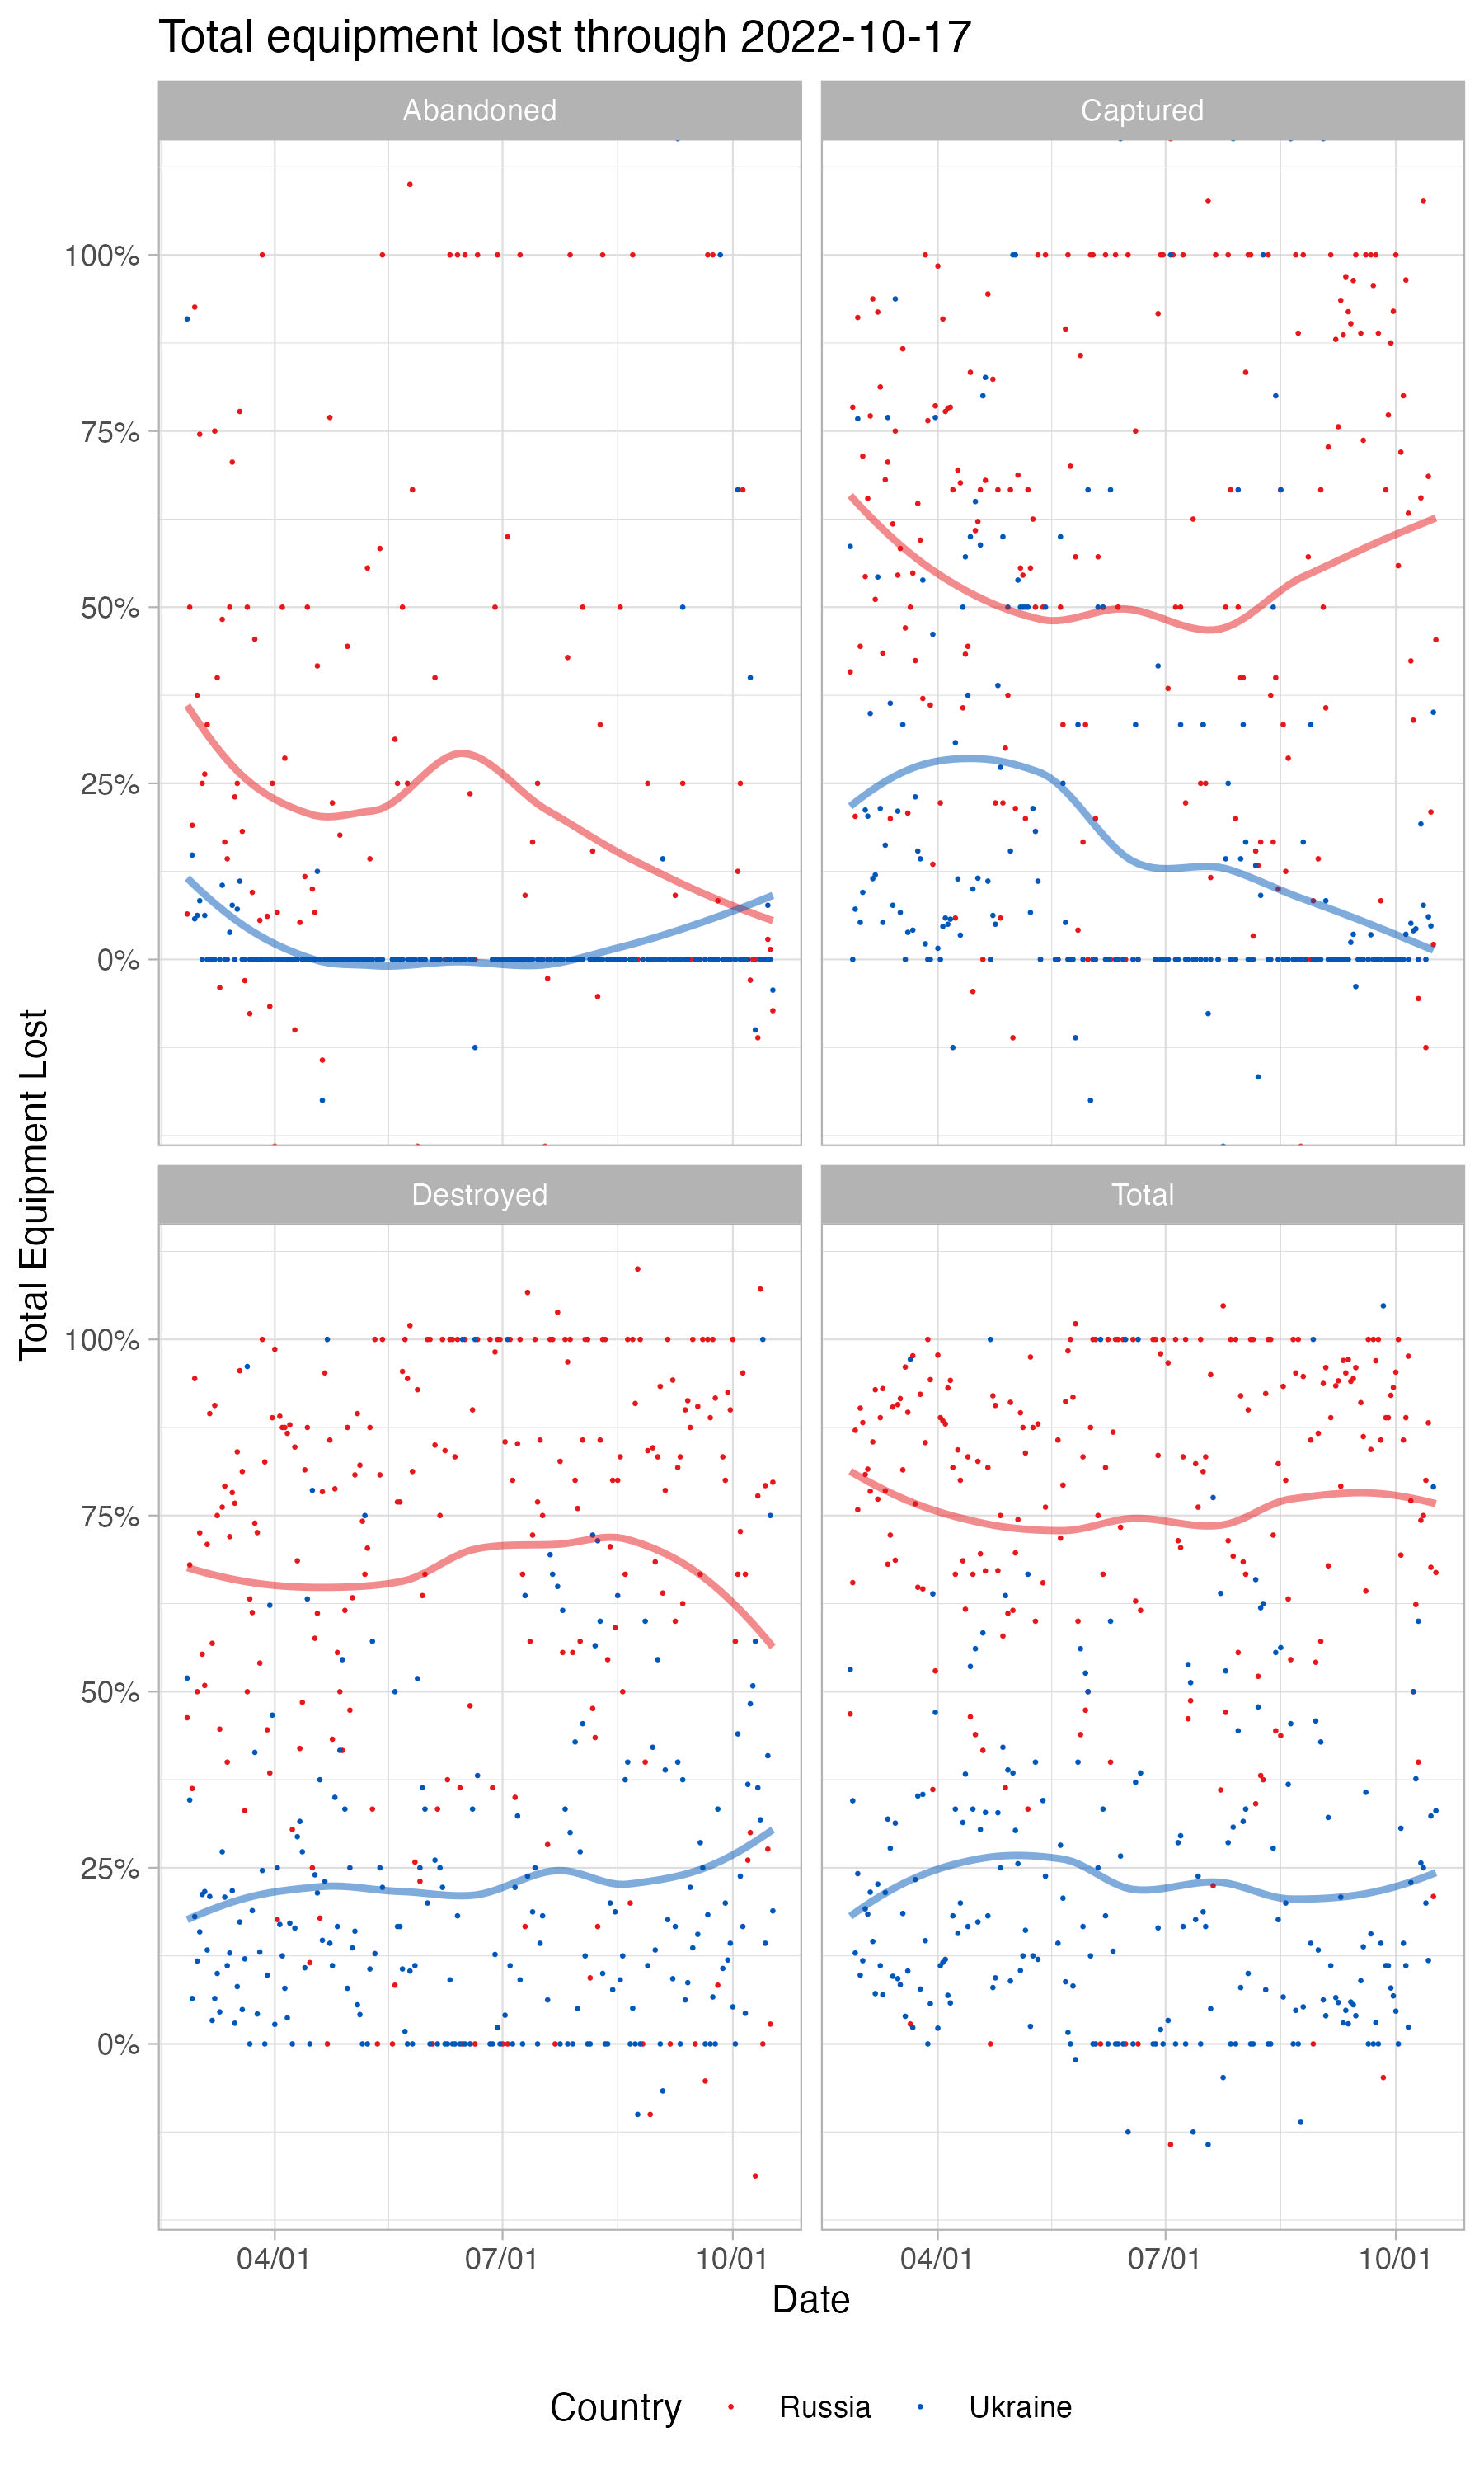 Total equipment lost through 2022-10-17
Abandoned
Captured
100%
75%
50%
25%
0%
Destroyed
Total
100%
75%
50%
25%
0%
Total Equipment Lost
04/01
07/01
10/01
04/01
07/01
10/01
Date
Country
Russia
Ukraine